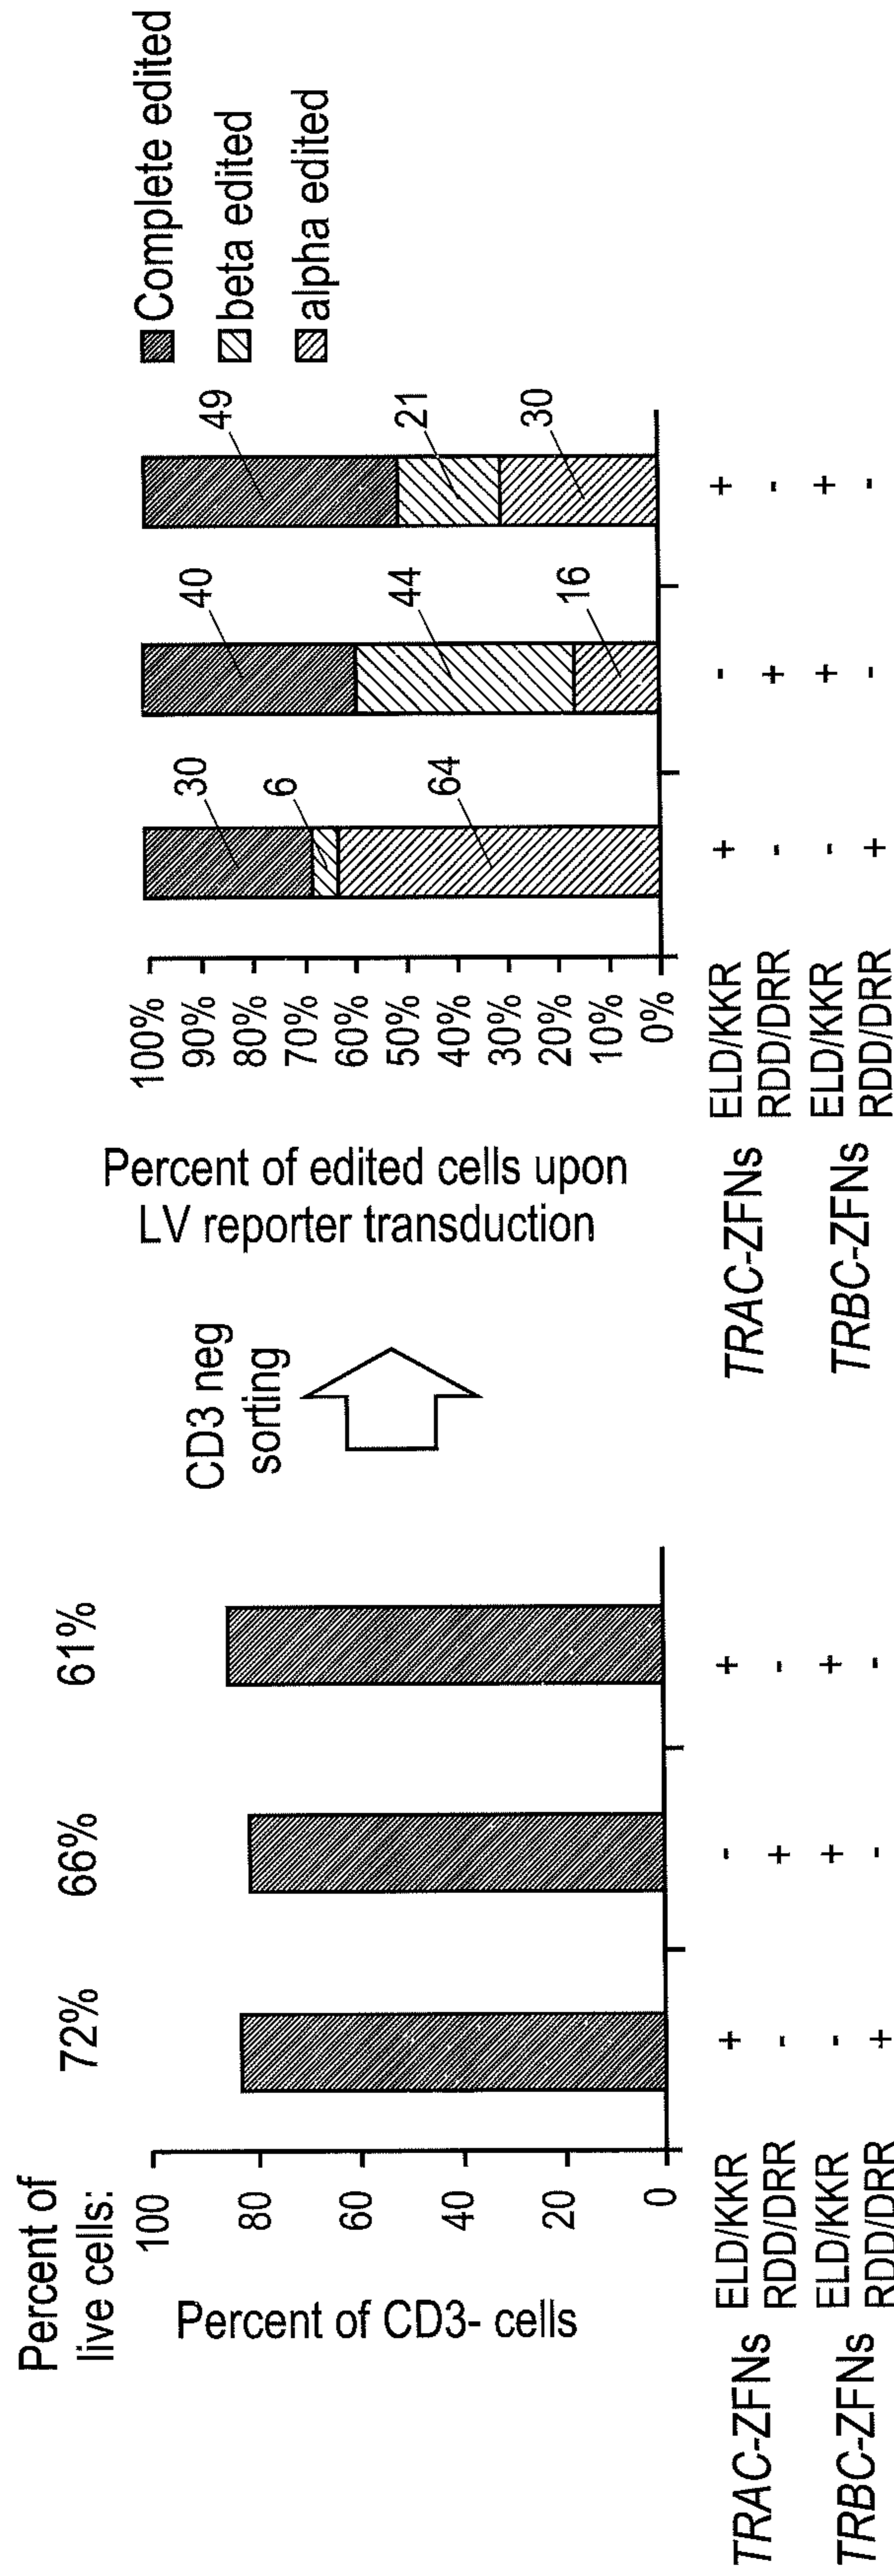 Percent of
live cells:
72%
66%
61%
100
80
60
40
20
0
Percent of CD3- cells
TRAC-ZFNs
ELD/KKR
+
-
+
RDD/DRR
-
+
-
TRBC-ZFNs
ELD/KKR
-
+
+
RDD/DRR
+
-
-
CD3 neg
sorting
Percent of edited cells upon
LV reporter transduction
100%
90%
80%
70%
60%
50%
40%
30%
20%
10%
0%
30
6
64
40
44
16
49
21
30
Complete edited
beta edited
alpha edited
TRAC-ZFNs
ELD/KKR
+
-
+
RDD/DRR
-
+
-
TRBC-ZFNs
ELD/KKR
-
+
+
RDD/DRR
+
-
-